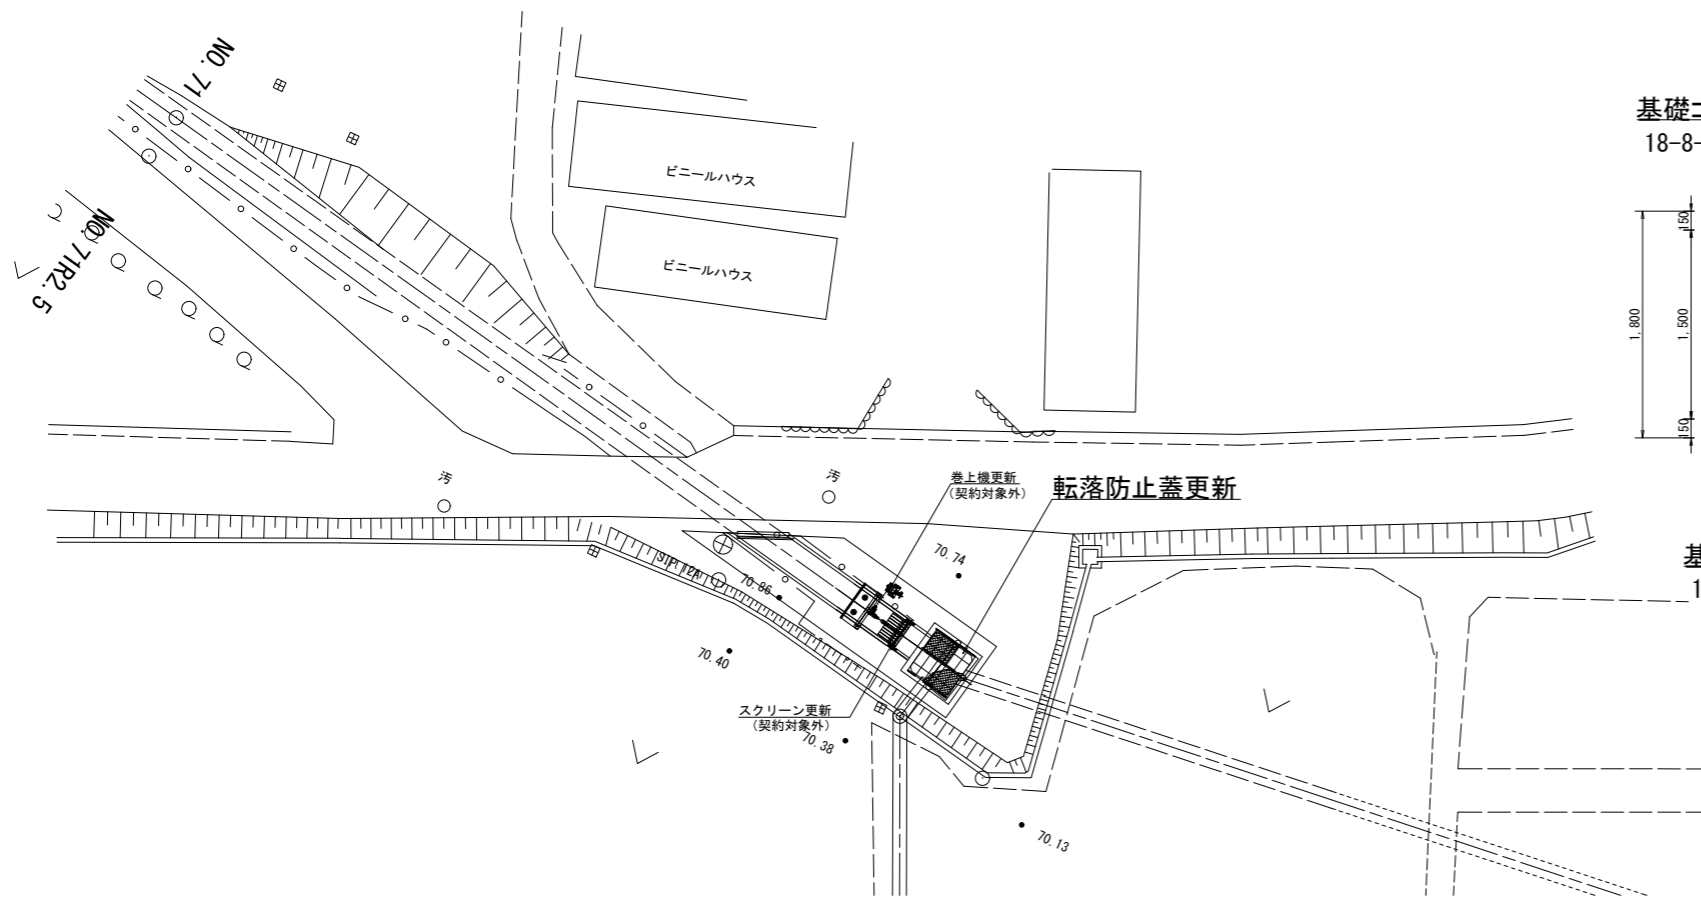 NO. 71
NO. 71R2. 5
ビニールハウス
ビニールハウス
基礎コ
18-8-
150
1,800
1,500
150
汚
汚
巻上機更新
(契約対象外)
転落防止蓋更新
70.74
70.86
70.40
スクリーン更新
(契約対象外)
70.38
70.13
基
1